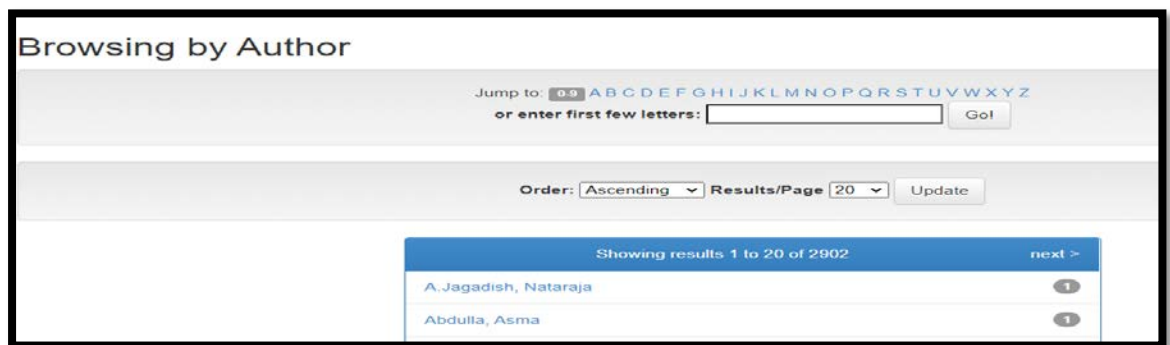 Browsing by Author
Jump to: 0-9 A B C D E F G H I J K L M N O P Q R S T U V W X Y Z
or enter first few letters: Go!
Order: Ascending Results/Page 20 Update
Showing results 1 to 20 of 2902 next >
A.Jagadish, Nataraja 1
Abdulla, Asma 1